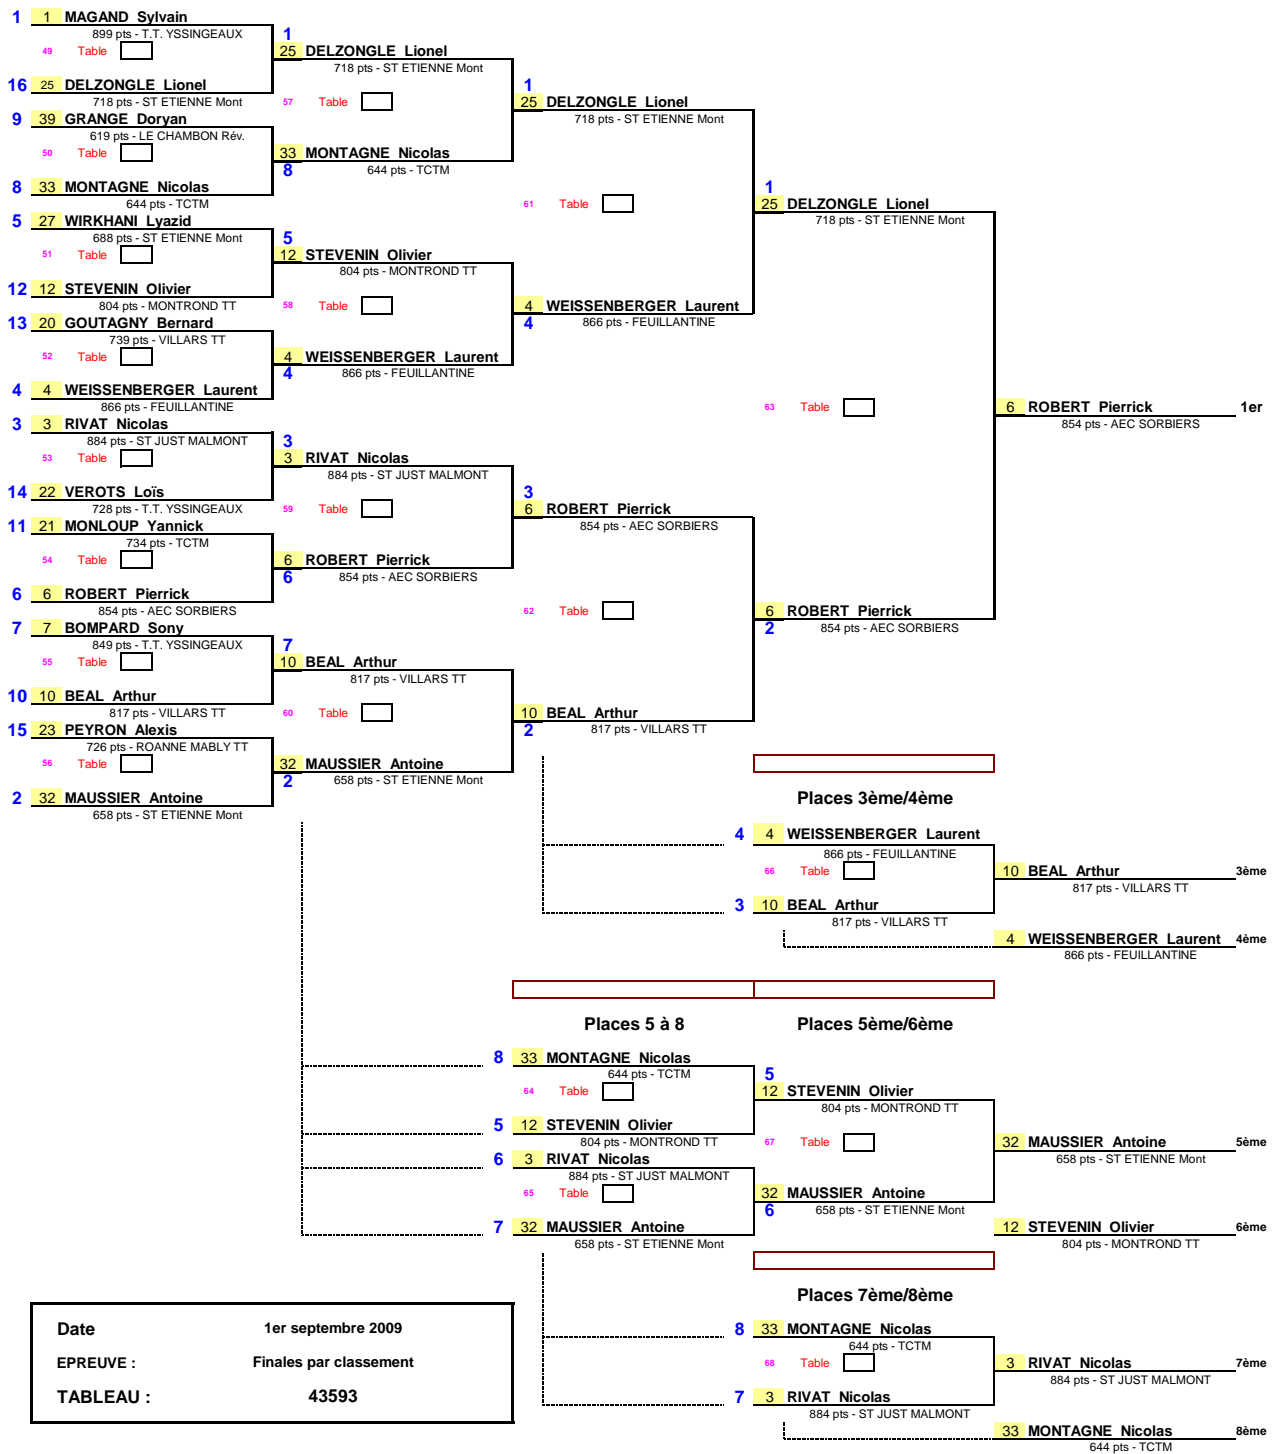 1 1 MAGAND Sylvain
899 pts - T.T. YSSINGEAUX
49 Table
16 25 DELZONGLE Lionel
718 pts - ST ETIENNE Mont
9 39 GRANGE Doryan
619 pts - LE CHAMBON Rév.
50 Table
8 33 MONTAGNE Nicolas
644 pts - TCTM
5 27 WIRKHANI Lyazid
688 pts - ST ETIENNE Mont
51 Table
12 12 STEVENIN Olivier
804 pts - MONTROND TT
13 20 GOUTAGNY Bernard
739 pts - VILLARS TT
52 Table
4 4 WEISSENBERGER Laurent
866 pts - FEUILLANTINE
3 3 RIVAT Nicolas
884 pts - ST JUST MALMONT
53 Table
14 22 VEROTS Loïs
728 pts - T.T. YSSINGEAUX
11 21 MONLOUP Yannick
734 pts - TCTM
54 Table
6 6 ROBERT Pierrick
854 pts - AEC SORBIERS
7 7 BOMPARD Sony
849 pts - T.T. YSSINGEAUX
55 Table
10 10 BEAL Arthur
817 pts - VILLARS TT
15 23 PEYRON Alexis
726 pts - ROANNE MABLY TT
56 Table
2 32 MAUSSIER Antoine
658 pts - ST ETIENNE Mont
1
25 DELZONGLE Lionel
718 pts - ST ETIENNE Mont
57 Table
33 MONTAGNE Nicolas
8
644 pts - TCTM
5
12 STEVENIN Olivier
804 pts - MONTROND TT
58 Table
4 WEISSENBERGER Laurent
4
866 pts - FEUILLANTINE
3
3 RIVAT Nicolas
884 pts - ST JUST MALMONT
59 Table
6 ROBERT Pierrick
6
854 pts - AEC SORBIERS
7
10 BEAL Arthur
817 pts - VILLARS TT
60 Table
32 MAUSSIER Antoine
2
658 pts - ST ETIENNE Mont
1
25 DELZONGLE Lionel
718 pts - ST ETIENNE Mont
61 Table
4 WEISSENBERGER Laurent
4
866 pts - FEUILLANTINE
3
6 ROBERT Pierrick
854 pts - AEC SORBIERS
62 Table
10 BEAL Arthur
2
817 pts - VILLARS TT
1
25 DELZONGLE Lionel
718 pts - ST ETIENNE Mont
63 Table
6 ROBERT Pierrick
2
854 pts - AEC SORBIERS
6 ROBERT Pierrick 1er
854 pts - AEC SORBIERS
Places 3ème/4ème
4 4 WEISSENBERGER Laurent
866 pts - FEUILLANTINE
66 Table
3 10 BEAL Arthur
817 pts - VILLARS TT
10 BEAL Arthur 3ème
817 pts - VILLARS TT
4 WEISSENBERGER Laurent 4ème
866 pts - FEUILLANTINE
Places 5 à 8
Places 5ème/6ème
8 33 MONTAGNE Nicolas
644 pts - TCTM
64 Table
5 12 STEVENIN Olivier
804 pts - MONTROND TT
6 3 RIVAT Nicolas
884 pts - ST JUST MALMONT
65 Table
7 32 MAUSSIER Antoine
658 pts - ST ETIENNE Mont
5
12 STEVENIN Olivier
804 pts - MONTROND TT
67 Table
32 MAUSSIER Antoine
6
658 pts - ST ETIENNE Mont
32 MAUSSIER Antoine 5ème
658 pts - ST ETIENNE Mont
12 STEVENIN Olivier 6ème
804 pts - MONTROND TT
Places 7ème/8ème
8 33 MONTAGNE Nicolas
644 pts - TCTM
68 Table
7 3 RIVAT Nicolas
884 pts - ST JUST MALMONT
3 RIVAT Nicolas 7ème
884 pts - ST JUST MALMONT
33 MONTAGNE Nicolas 8ème
644 pts - TCTM
Date 1er septembre 2009
EPREUVE : Finales par classement
TABLEAU : 43593